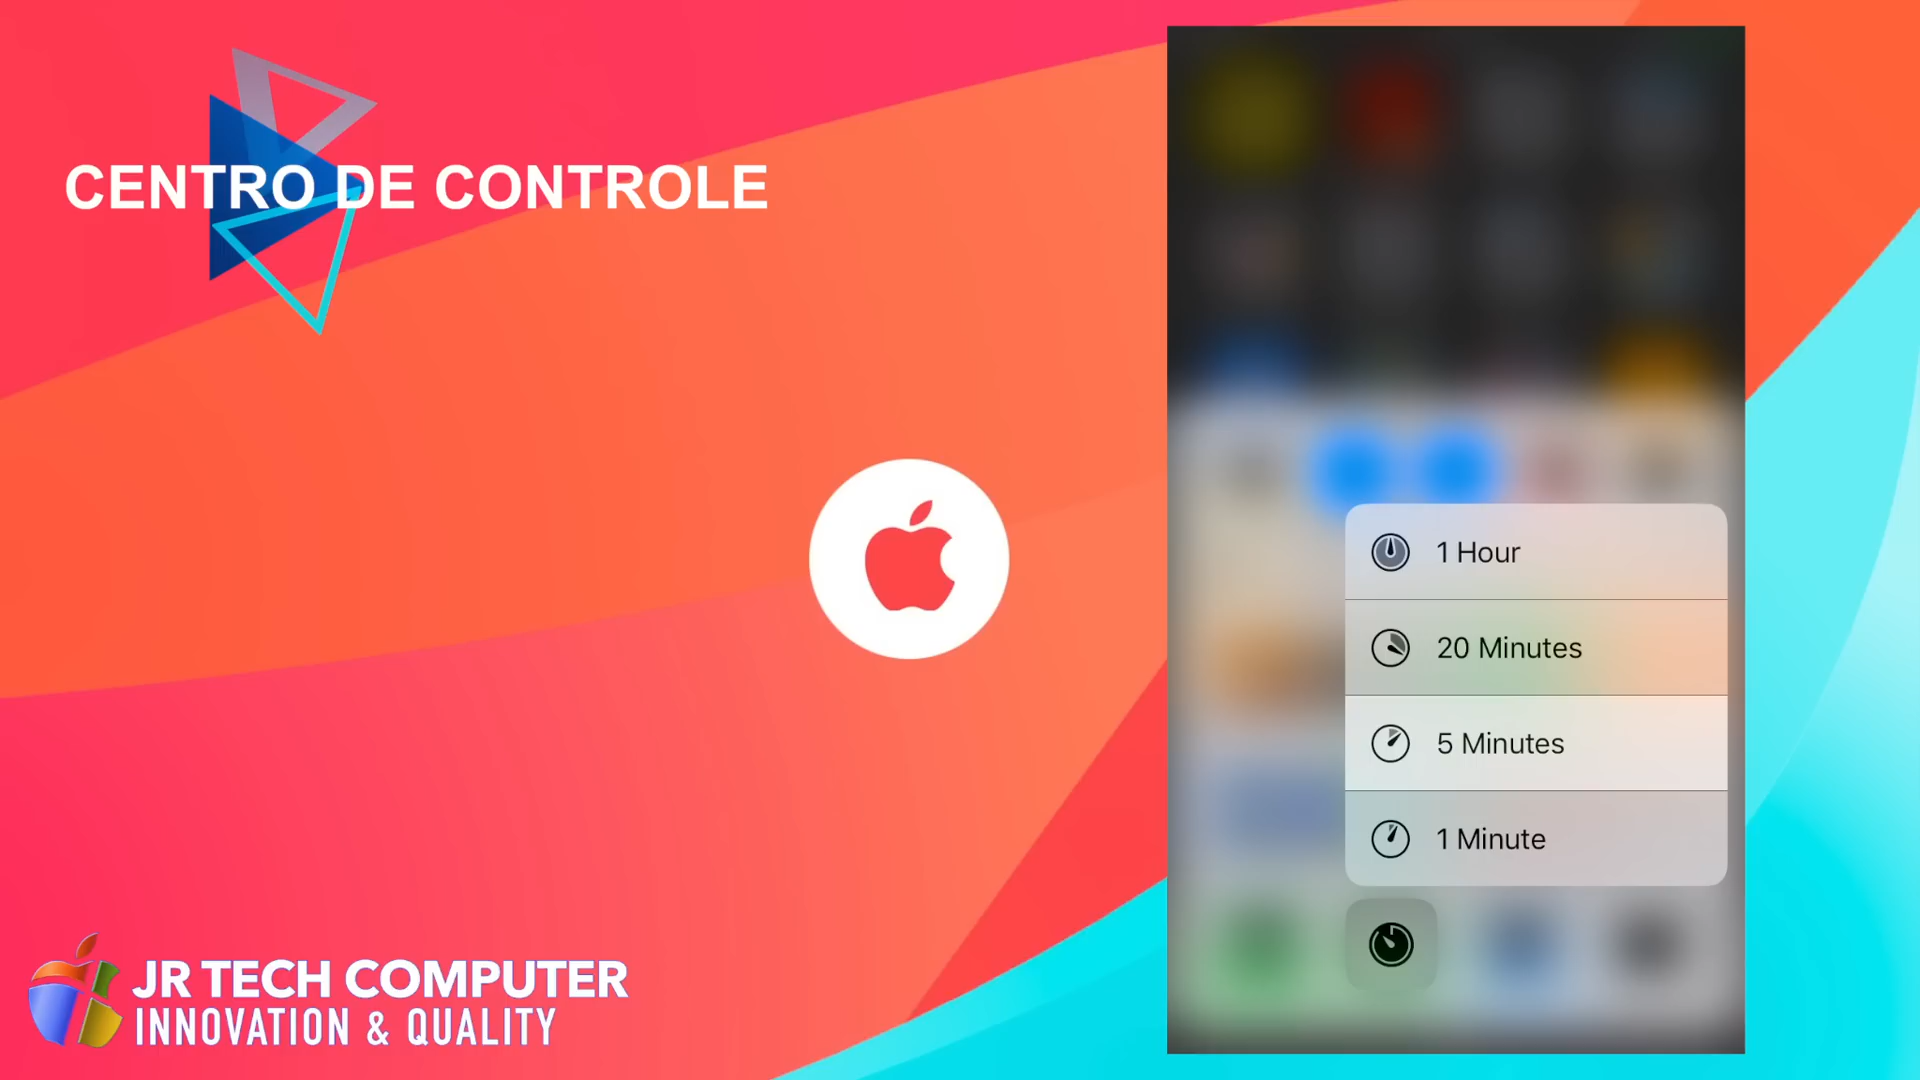 CENTRO DE CONTROLE
1 Hour
20 Minutes
5 Minutes
1 Minute
JR TECH COMPUTER
INNOVATION & QUALITY